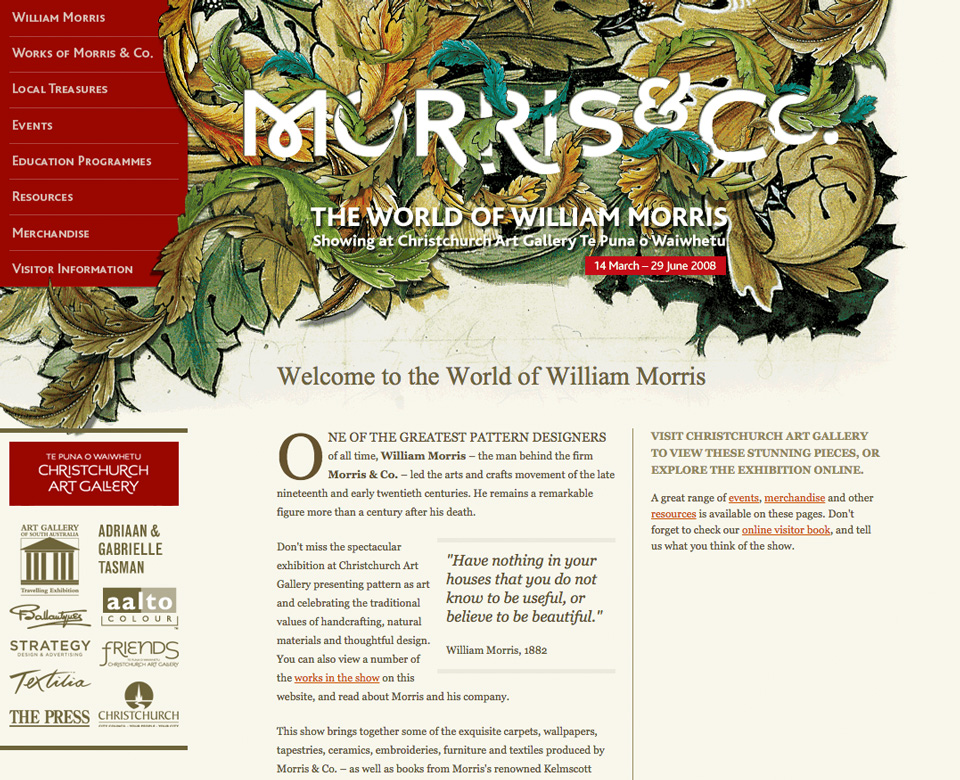 William Morris
Works of Morris & Co.
Local Treasures
Events
Education Programmes
Resources
Merchandise
Visitor Information
MORRIS & Co.
THE WORLD OF WILLIAM MORRIS
Showing at Christchurch Art Gallery Te Puna o Waiwhetu
14 March – 29 June 2008
Welcome to the World of William Morris
TE PUNA O WAIWHETU
CHRISTCHURCH
ART GALLERY
ART GALLERY
OF SOUTH AUSTRALIA
Travelling Exhibition
ADRIAAN &
GABRIELLE
TASMAN
Ballantynes
aalto
COLOUR
STRATEGY
DESIGN & ADVERTISING
FRIENDS
TE PUNA O WAIWHETU
CHRISTCHURCH ART GALLERY
Textilia
THE PRESS
CHRISTCHURCH
CITY COUNCIL · YOUR PEOPLE · YOUR CITY
ONE OF THE GREATEST PATTERN DESIGNERS
of all time, William Morris – the man behind the firm
Morris & Co. – led the arts and crafts movement of the late
nineteenth and early twentieth centuries. He remains a remarkable
figure more than a century after his death.
Don't miss the spectacular
exhibition at Christchurch Art
Gallery presenting pattern as art
and celebrating the traditional
values of handcrafting, natural
materials and thoughtful design.
You can also view a number of
the works in the show on this
website, and read about Morris and his company.
"Have nothing in your
houses that you do not
know to be useful, or
believe to be beautiful."
William Morris, 1882
This show brings together some of the exquisite carpets, wallpapers,
tapestries, ceramics, embroideries, furniture and textiles produced by
Morris & Co. – as well as books from Morris's renowned Kelmscott
VISIT CHRISTCHURCH ART GALLERY
TO VIEW THESE STUNNING PIECES, OR
EXPLORE THE EXHIBITION ONLINE.
A great range of events, merchandise and other
resources is available on these pages. Don't
forget to check our online visitor book, and tell
us what you think of the show.